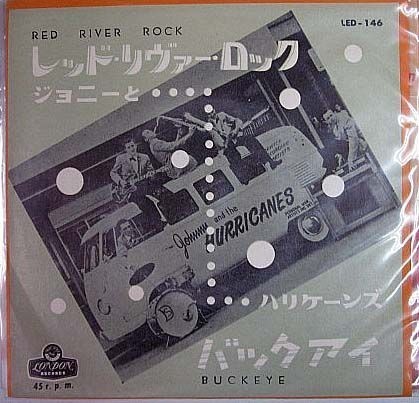 RED RIVER ROCK
LED-146
レッド・リヴァー・ロック
ジョニーと・・・・
Johnny and the
HURRICANES
・・・ハリケーンズ
バックアイ
BUCKEYE
LONDON
RECORDS
45 r. p. m.